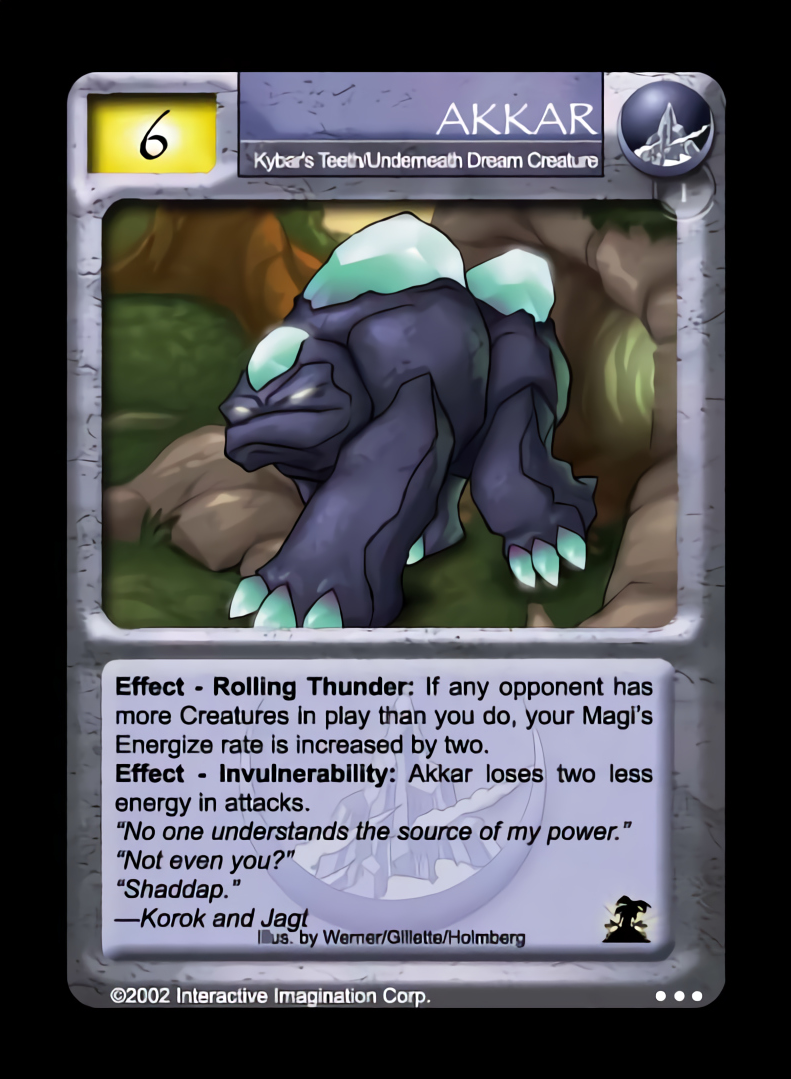 6
AKKAR
Kybar's Teeth/Underneath Dream Creature
1
Effect - Rolling Thunder: If any opponent has
more Creatures in play than you do, your Magi's
Energize rate is increased by two.
Effect - Invulnerability: Akkar loses two less
energy in attacks.
“No one understands the source of my power.”
“Not even you?”
“Shaddap.”
—Korok and Jagt
Illus. by Werner/Gillette/Holmberg
©2002 Interactive Imagination Corp.